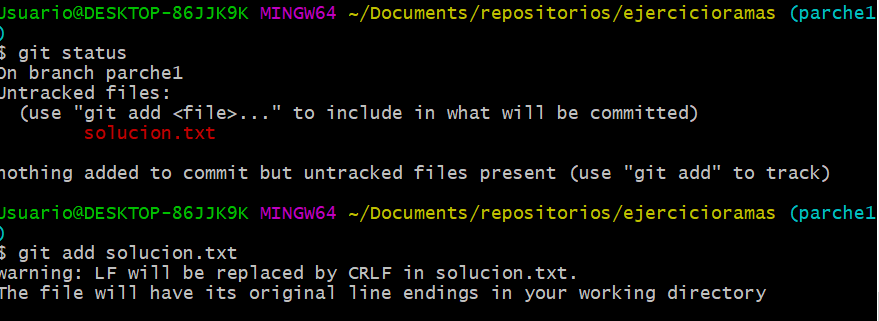 Usuario@DESKTOP-86JJK9K MINGW64 ~/Documents/repositorios/ejercicioramas (parche1
)
$ git status
On branch parche1
Untracked files:
  (use "git add <file>..." to include in what will be committed)
        solucion.txt

nothing added to commit but untracked files present (use "git add" to track)

Usuario@DESKTOP-86JJK9K MINGW64 ~/Documents/repositorios/ejercicioramas (parche1
)
$ git add solucion.txt
warning: LF will be replaced by CRLF in solucion.txt.
The file will have its original line endings in your working directory